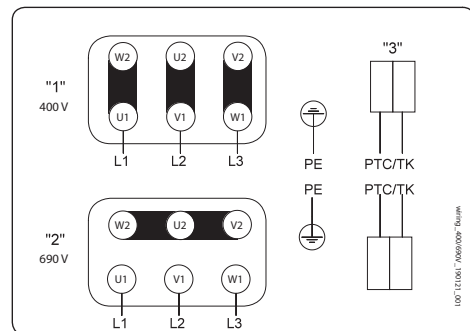 "1"
400 V
W2 U2 V2
U1 V1 W1
L1 L2 L3
"2"
690 V
W2 U2 V2
U1 V1 W1
L1 L2 L3
PE
PE
"3"
PTC/TK
PTC/TK
wiring_400/690V_190121_001